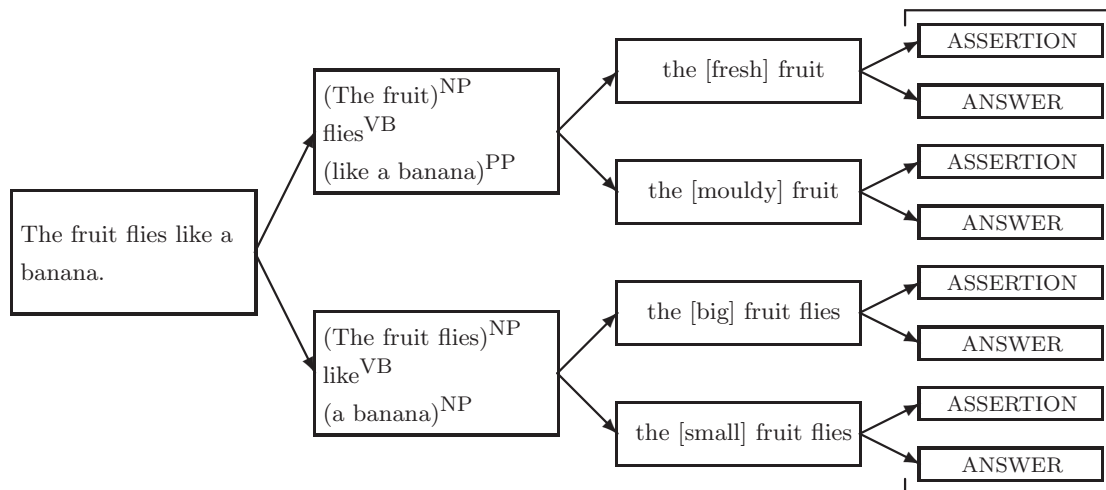 The fruit flies like a
banana.
(The fruit)NP
fliesVB
(like a banana)PP
(The fruit flies)NP
likeVB
(a banana)NP
the [fresh] fruit
the [mouldy] fruit
the [big] fruit flies
the [small] fruit flies
ASSERTION
ANSWER
ASSERTION
ANSWER
ASSERTION
ANSWER
ASSERTION
ANSWER